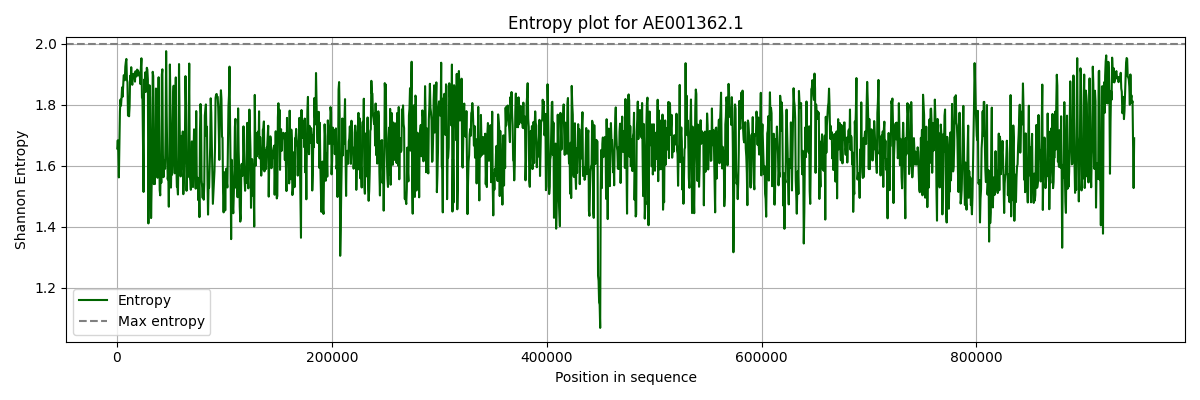 Entropy plot for AE001362.1
2.0
1.8
1.6
1.4
1.2
Shannon Entropy
Entropy
Max entropy
0
200000
400000
600000
800000
Position in sequence